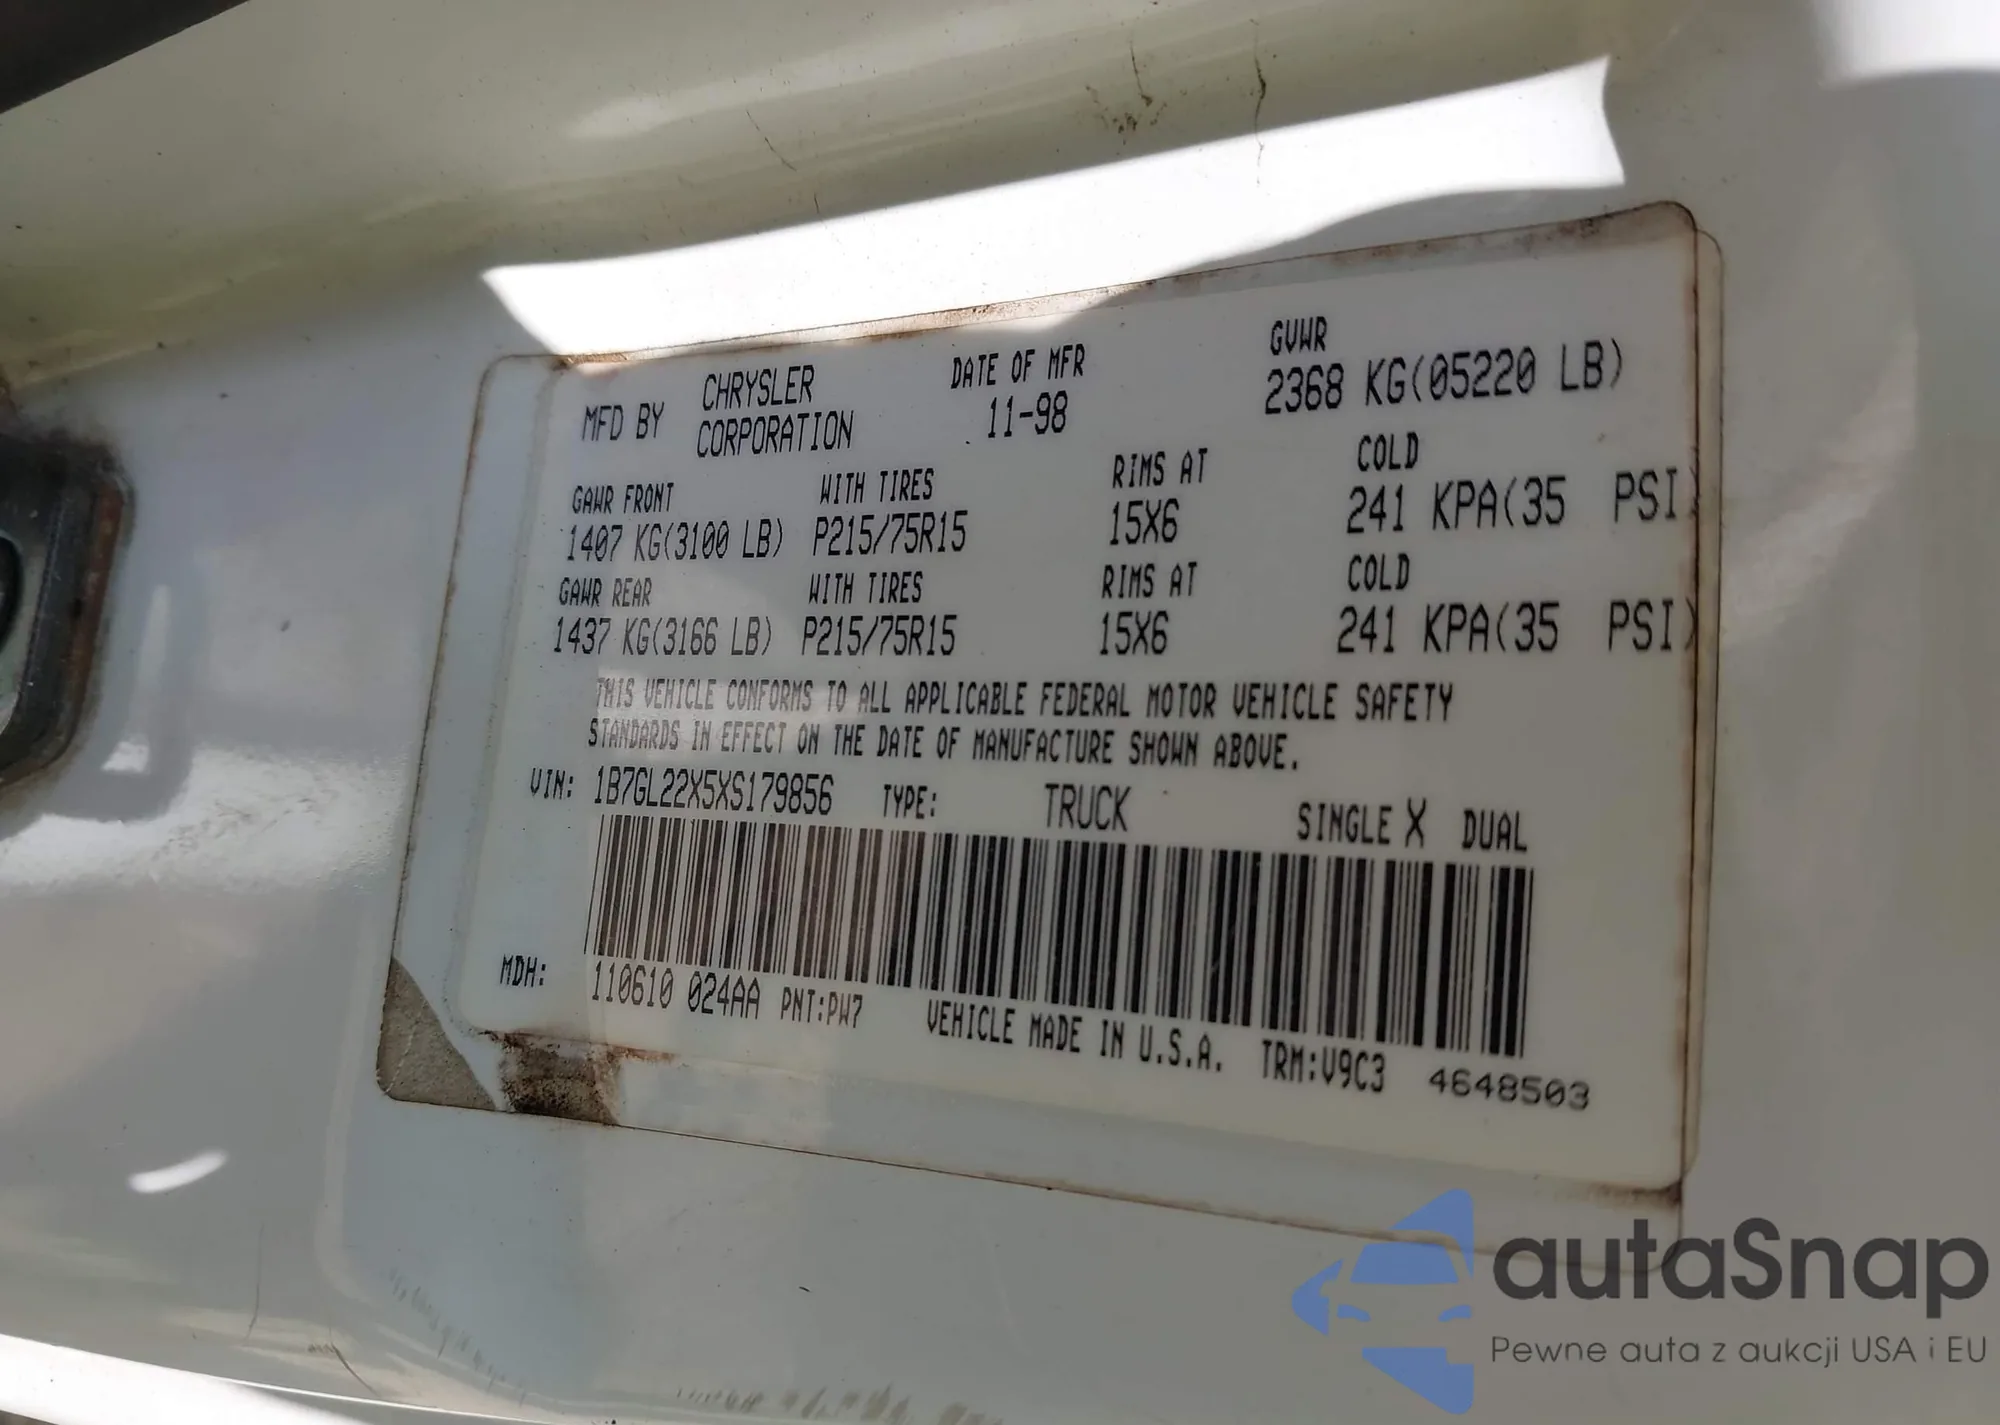 MFD BY CHRYSLER CORPORATION DATE OF MFR 11-98 GVWR 2368 KG(05220 LB)
GAWR FRONT WITH TIRES RIMS AT COLD
1407 KG(3100 LB) P215/75R15 15X6 241 KPA(35 PSI)
GAWR REAR WITH TIRES RIMS AT COLD
1437 KG(3166 LB) P215/75R15 15X6 241 KPA(35 PSI)
THIS VEHICLE CONFORMS TO ALL APPLICABLE FEDERAL MOTOR VEHICLE SAFETY
STANDARDS IN EFFECT ON THE DATE OF MANUFACTURE SHOWN ABOVE.
VIN: 1B7GL22X5XS179856 TYPE: TRUCK SINGLE X DUAL
MDH: 110610 024AA PNT:PW7 VEHICLE MADE IN U.S.A. TRM:V9C3 4648503
autaSnap
Pewne auta z aukcji USA i EU